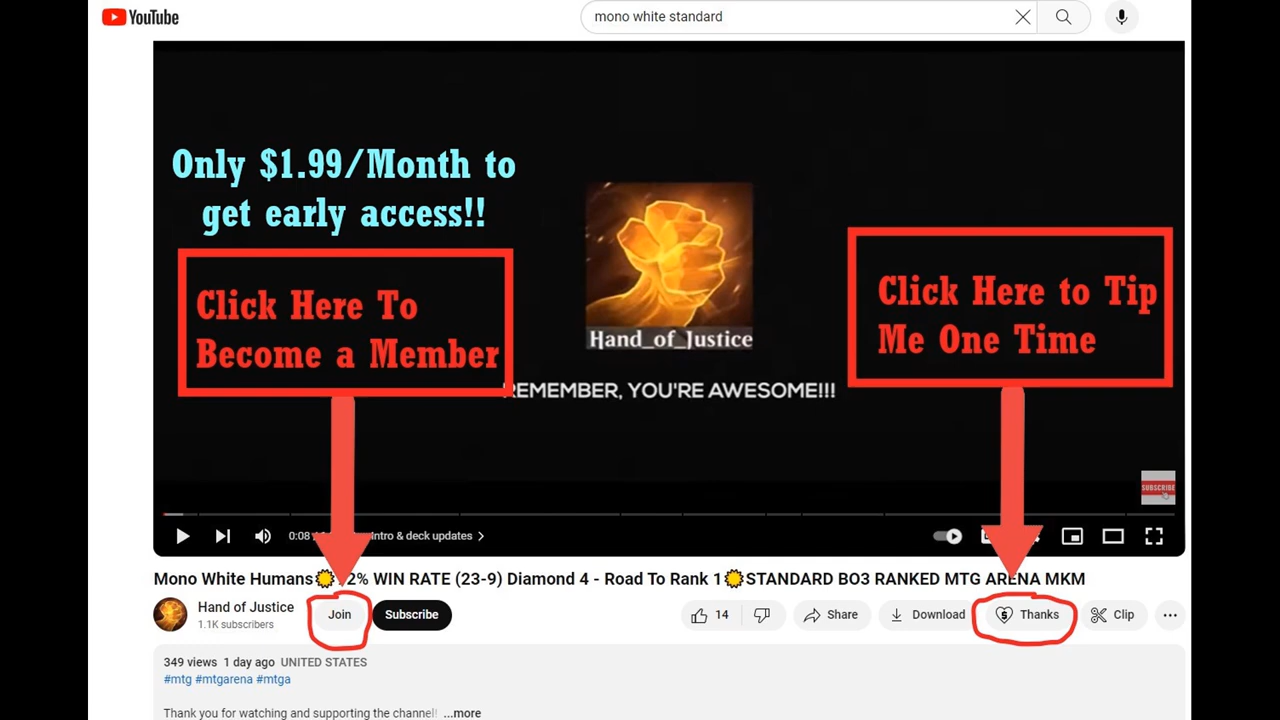 YouTube
mono white standard
Only $1.99/Month to
get early access!!
Click Here To
Become a Member
Click Here to Tip
Me One Time
Hand_of_Justice
REMEMBER, YOU'RE AWESOME!!!
SUBSCRIBE
0:08
Intro & deck updates
Mono White Humans 2% WIN RATE (23-9) Diamond 4 - Road To Rank 1 STANDARD BO3 RANKED MTG ARENA MKM
Hand of Justice
1.1K subscribers
Join
Subscribe
14
Share
Download
Thanks
Clip
349 views 1 day ago UNITED STATES
#mtg #mtgarena #mtga
Thank you for watching and supporting the channel! ...more